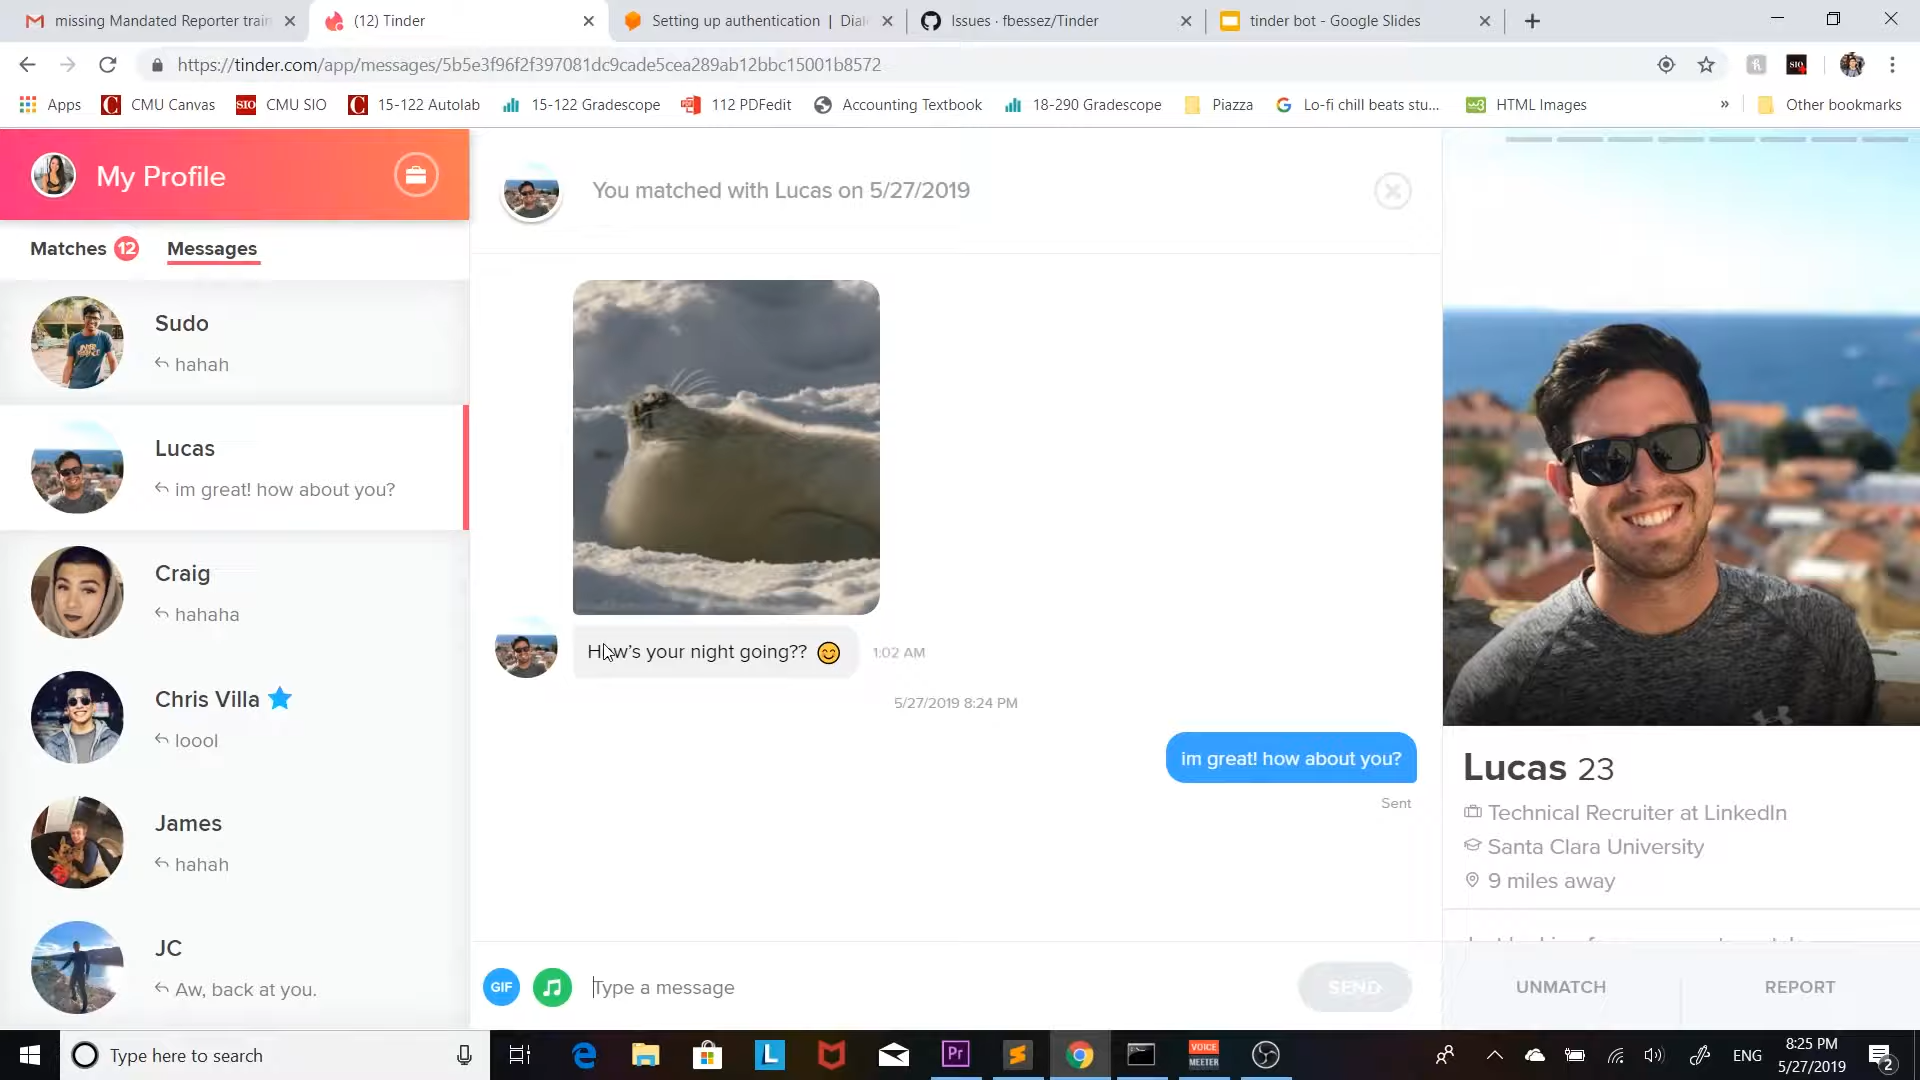 missing Mandated Reporter train
(12) Tinder
Setting up authentication | Dial
Issues · fbessez/Tinder
tinder bot - Google Slides
https://tinder.com/app/messages/5b5e3f96f2f397081dc9cade5cea289ab12bbc15001b8572
Apps
CMU Canvas
SIO CMU SIO
15-122 Autolab
15-122 Gradescope
112 PDFedit
Accounting Textbook
18-290 Gradescope
Piazza
Lo-fi chill beats stu...
HTML Images
»
Other bookmarks
My Profile
Matches 12 Messages
Sudo
hahah
Lucas
im great! how about you?
Craig
hahaha
Chris Villa
loool
James
hahah
JC
Aw, back at you.
You matched with Lucas on 5/27/2019
How's your night going?? 😊
1:02 AM
5/27/2019 8:24 PM
im great! how about you?
Sent
GIF
Type a message
SEND
Lucas 23
Technical Recruiter at LinkedIn
Santa Clara University
9 miles away
UNMATCH
REPORT
Type here to search
Pr
VOICE
MEETER
ENG
8:25 PM
5/27/2019
2